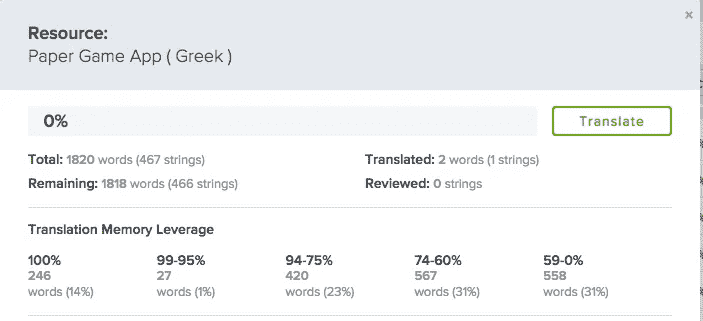 ×
Resource:
Paper Game App ( Greek )
0%
Translate
Total: 1820 words (467 strings)
Translated: 2 words (1 strings)
Remaining: 1818 words (466 strings)
Reviewed: 0 strings
Translation Memory Leverage
100%
246
words (14%)
99-95%
27
words (1%)
94-75%
420
words (23%)
74-60%
567
words (31%)
59-0%
558
words (31%)